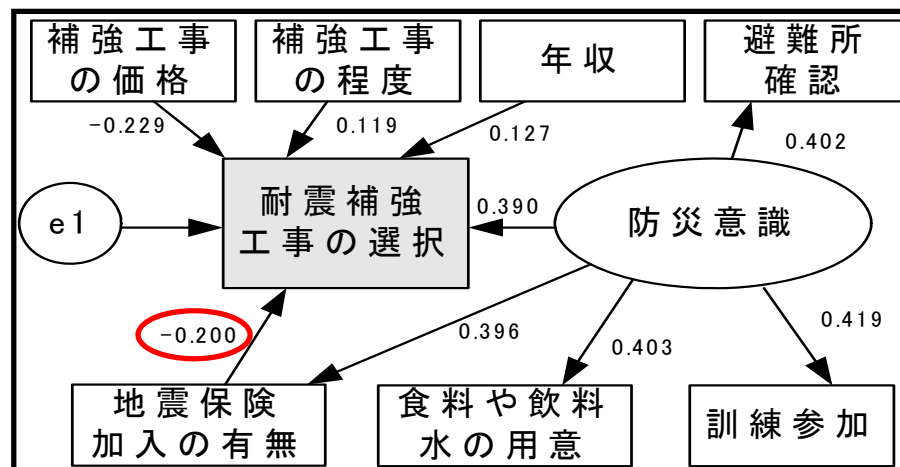 補強工事
の価格
補強工事
の程度
年収
避難所
確認
-0.229
0.119
0.127
0.402
e1
耐震補強
工事の選択
0.390
防災意識
-0.200
0.396
0.403
0.419
地震保険
加入の有無
食料や飲料
水の用意
訓練参加